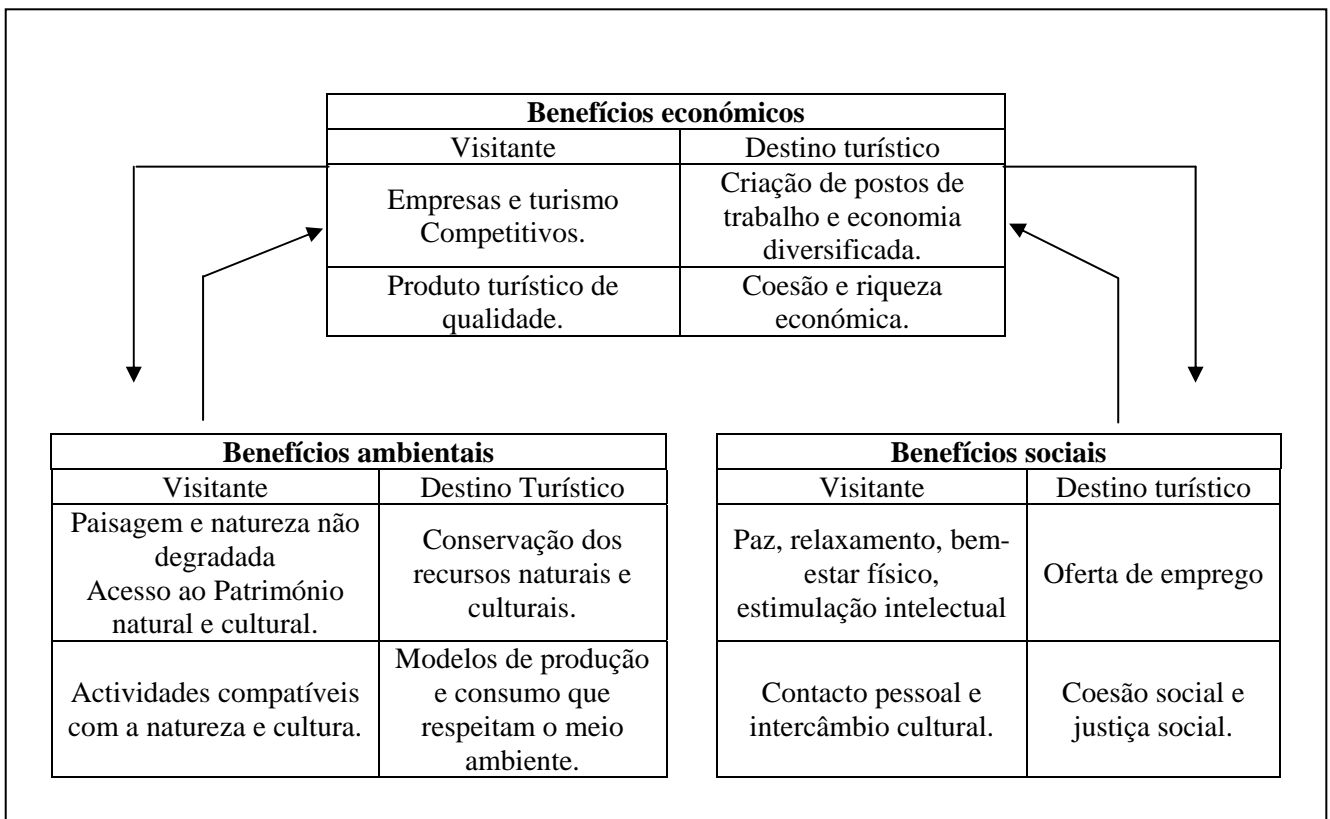 Benefícios económicos
Visitante
Destino turístico
Empresas e turismo
Competitivos.
Criação de postos de
trabalho e economia
diversificada.
Produto turístico de
qualidade.
Coesão e riqueza
económica.
Benefícios ambientais
Visitante
Destino Turístico
Paisagem e natureza não
degradada
Acesso ao Património
natural e cultural.
Conservação dos
recursos naturais e
culturais.
Actividades compatíveis
com a natureza e cultura.
Modelos de produção
e consumo que
respeitam o meio
ambiente.
Benefícios sociais
Visitante
Destino turístico
Paz, relaxamento, bem-
estar físico,
estimulação intelectual
Oferta de emprego
Contacto pessoal e
intercâmbio cultural.
Coesão social e
justiça social.